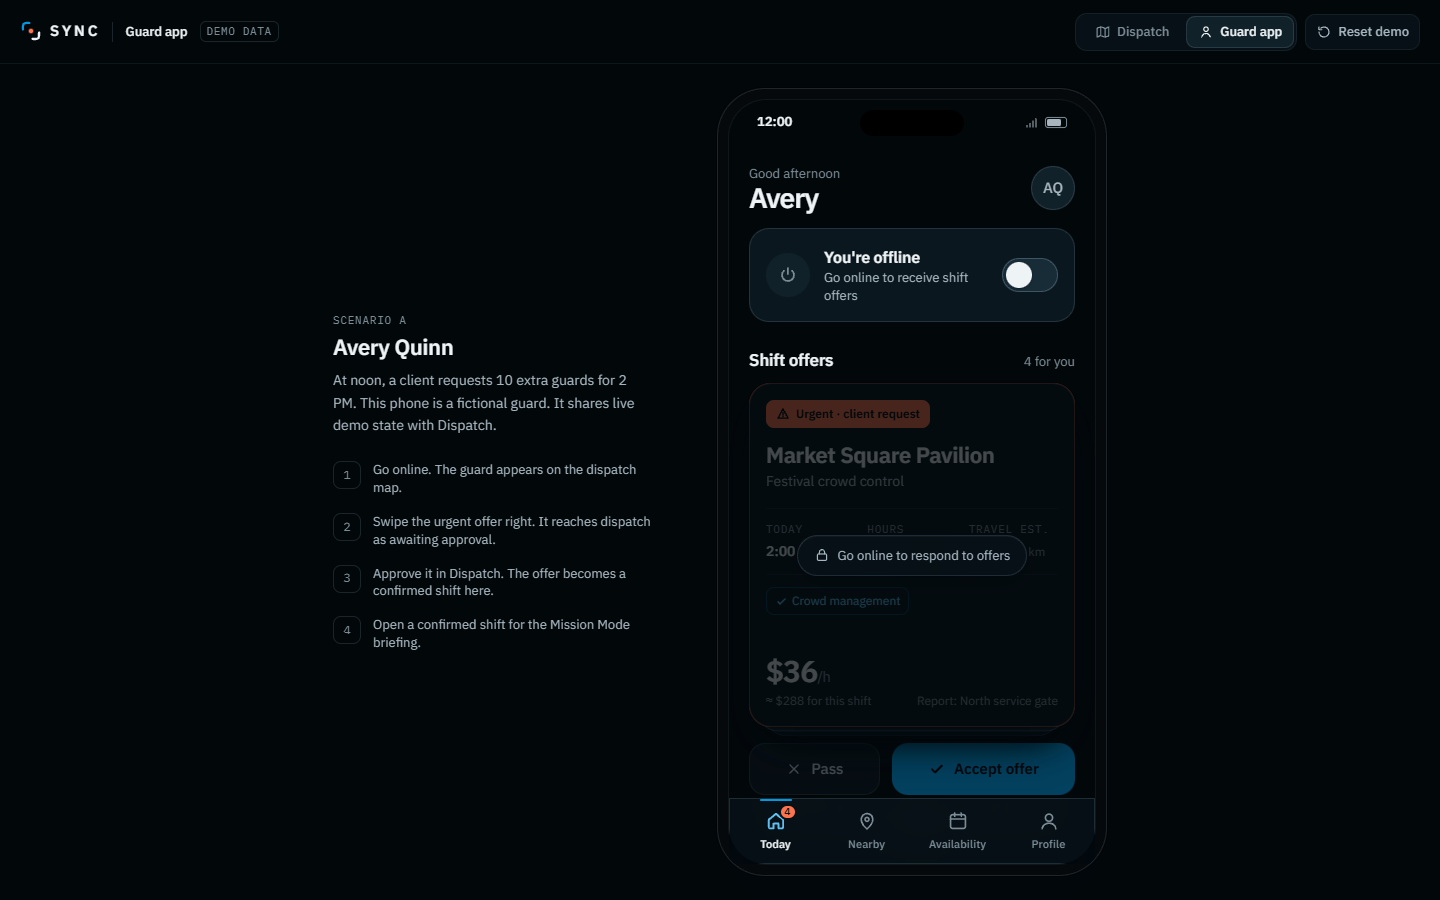 SYNC
Guard app
DEMO DATA
Dispatch
Guard app
Reset demo
SCENARIO A
Avery Quinn
At noon, a client requests 10 extra guards for 2
PM. This phone is a fictional guard. It shares live
demo state with Dispatch.
1
Go online. The guard appears on the dispatch
map.
2
Swipe the urgent offer right. It reaches dispatch
as awaiting approval.
3
Approve it in Dispatch. The offer becomes a
confirmed shift here.
4
Open a confirmed shift for the Mission Mode
briefing.
12:00
Good afternoon
Avery
AQ
You're offline
Go online to receive shift
offers
Shift offers
4 for you
Urgent · client request
Market Square Pavilion
Festival crowd control
TODAY
HOURS
TRAVEL EST.
2:00
km
Go online to respond to offers
Crowd management
$36/h
≈ $288 for this shift
Report: North service gate
Pass
Accept offer
4
Today
Nearby
Availability
Profile